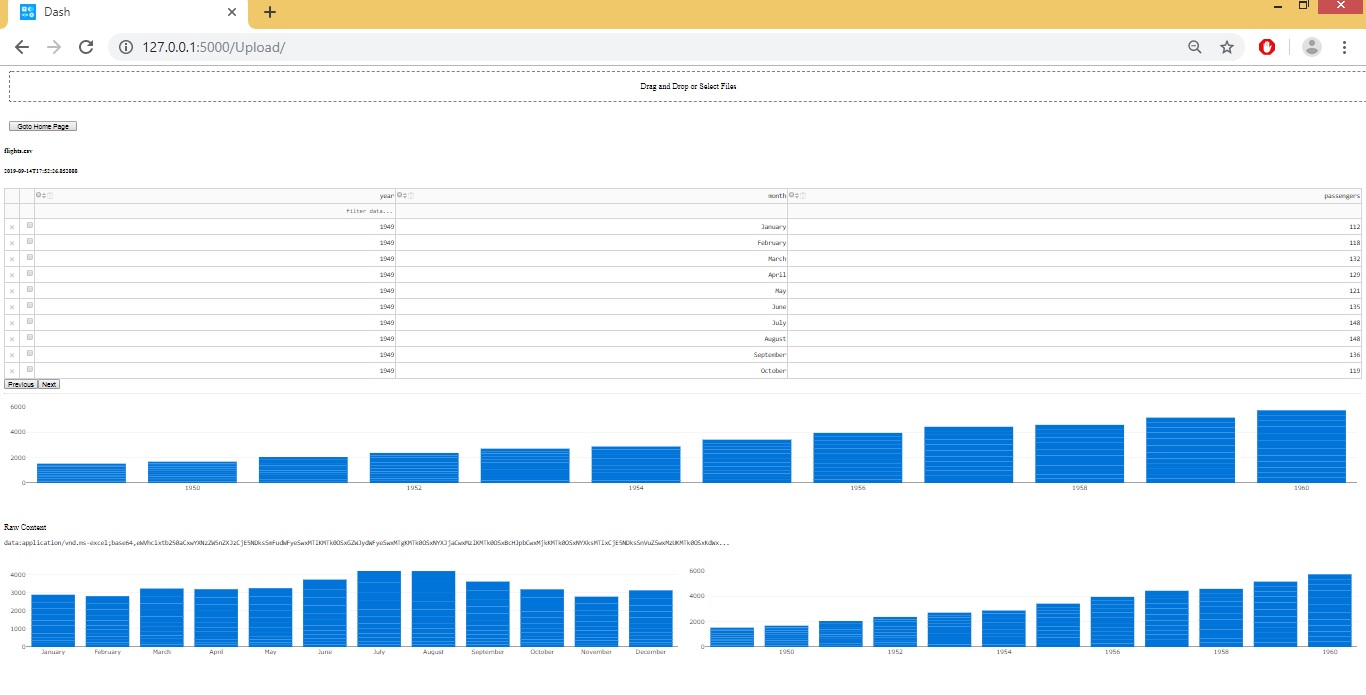 Dash
127.0.0.1:5000/Upload/
Drag and Drop or Select Files
Goto Home Page
flights.csv
2019-09-14T17:52:26.852088
year month passengers
filter data...
1949 January 112
1949 February 118
1949 March 132
1949 April 129
1949 May 121
1949 June 135
1949 July 148
1949 August 148
1949 September 136
1949 October 119
Previous Next
6000
4000
2000
0
1950 1952 1954 1956 1958 1960
Raw Content
data:application/vnd.ms-excel;base64,
4000
3000
2000
1000
0
January February March April May June July August September October November December
6000
4000
2000
0
1950 1952 1954 1956 1958 1960